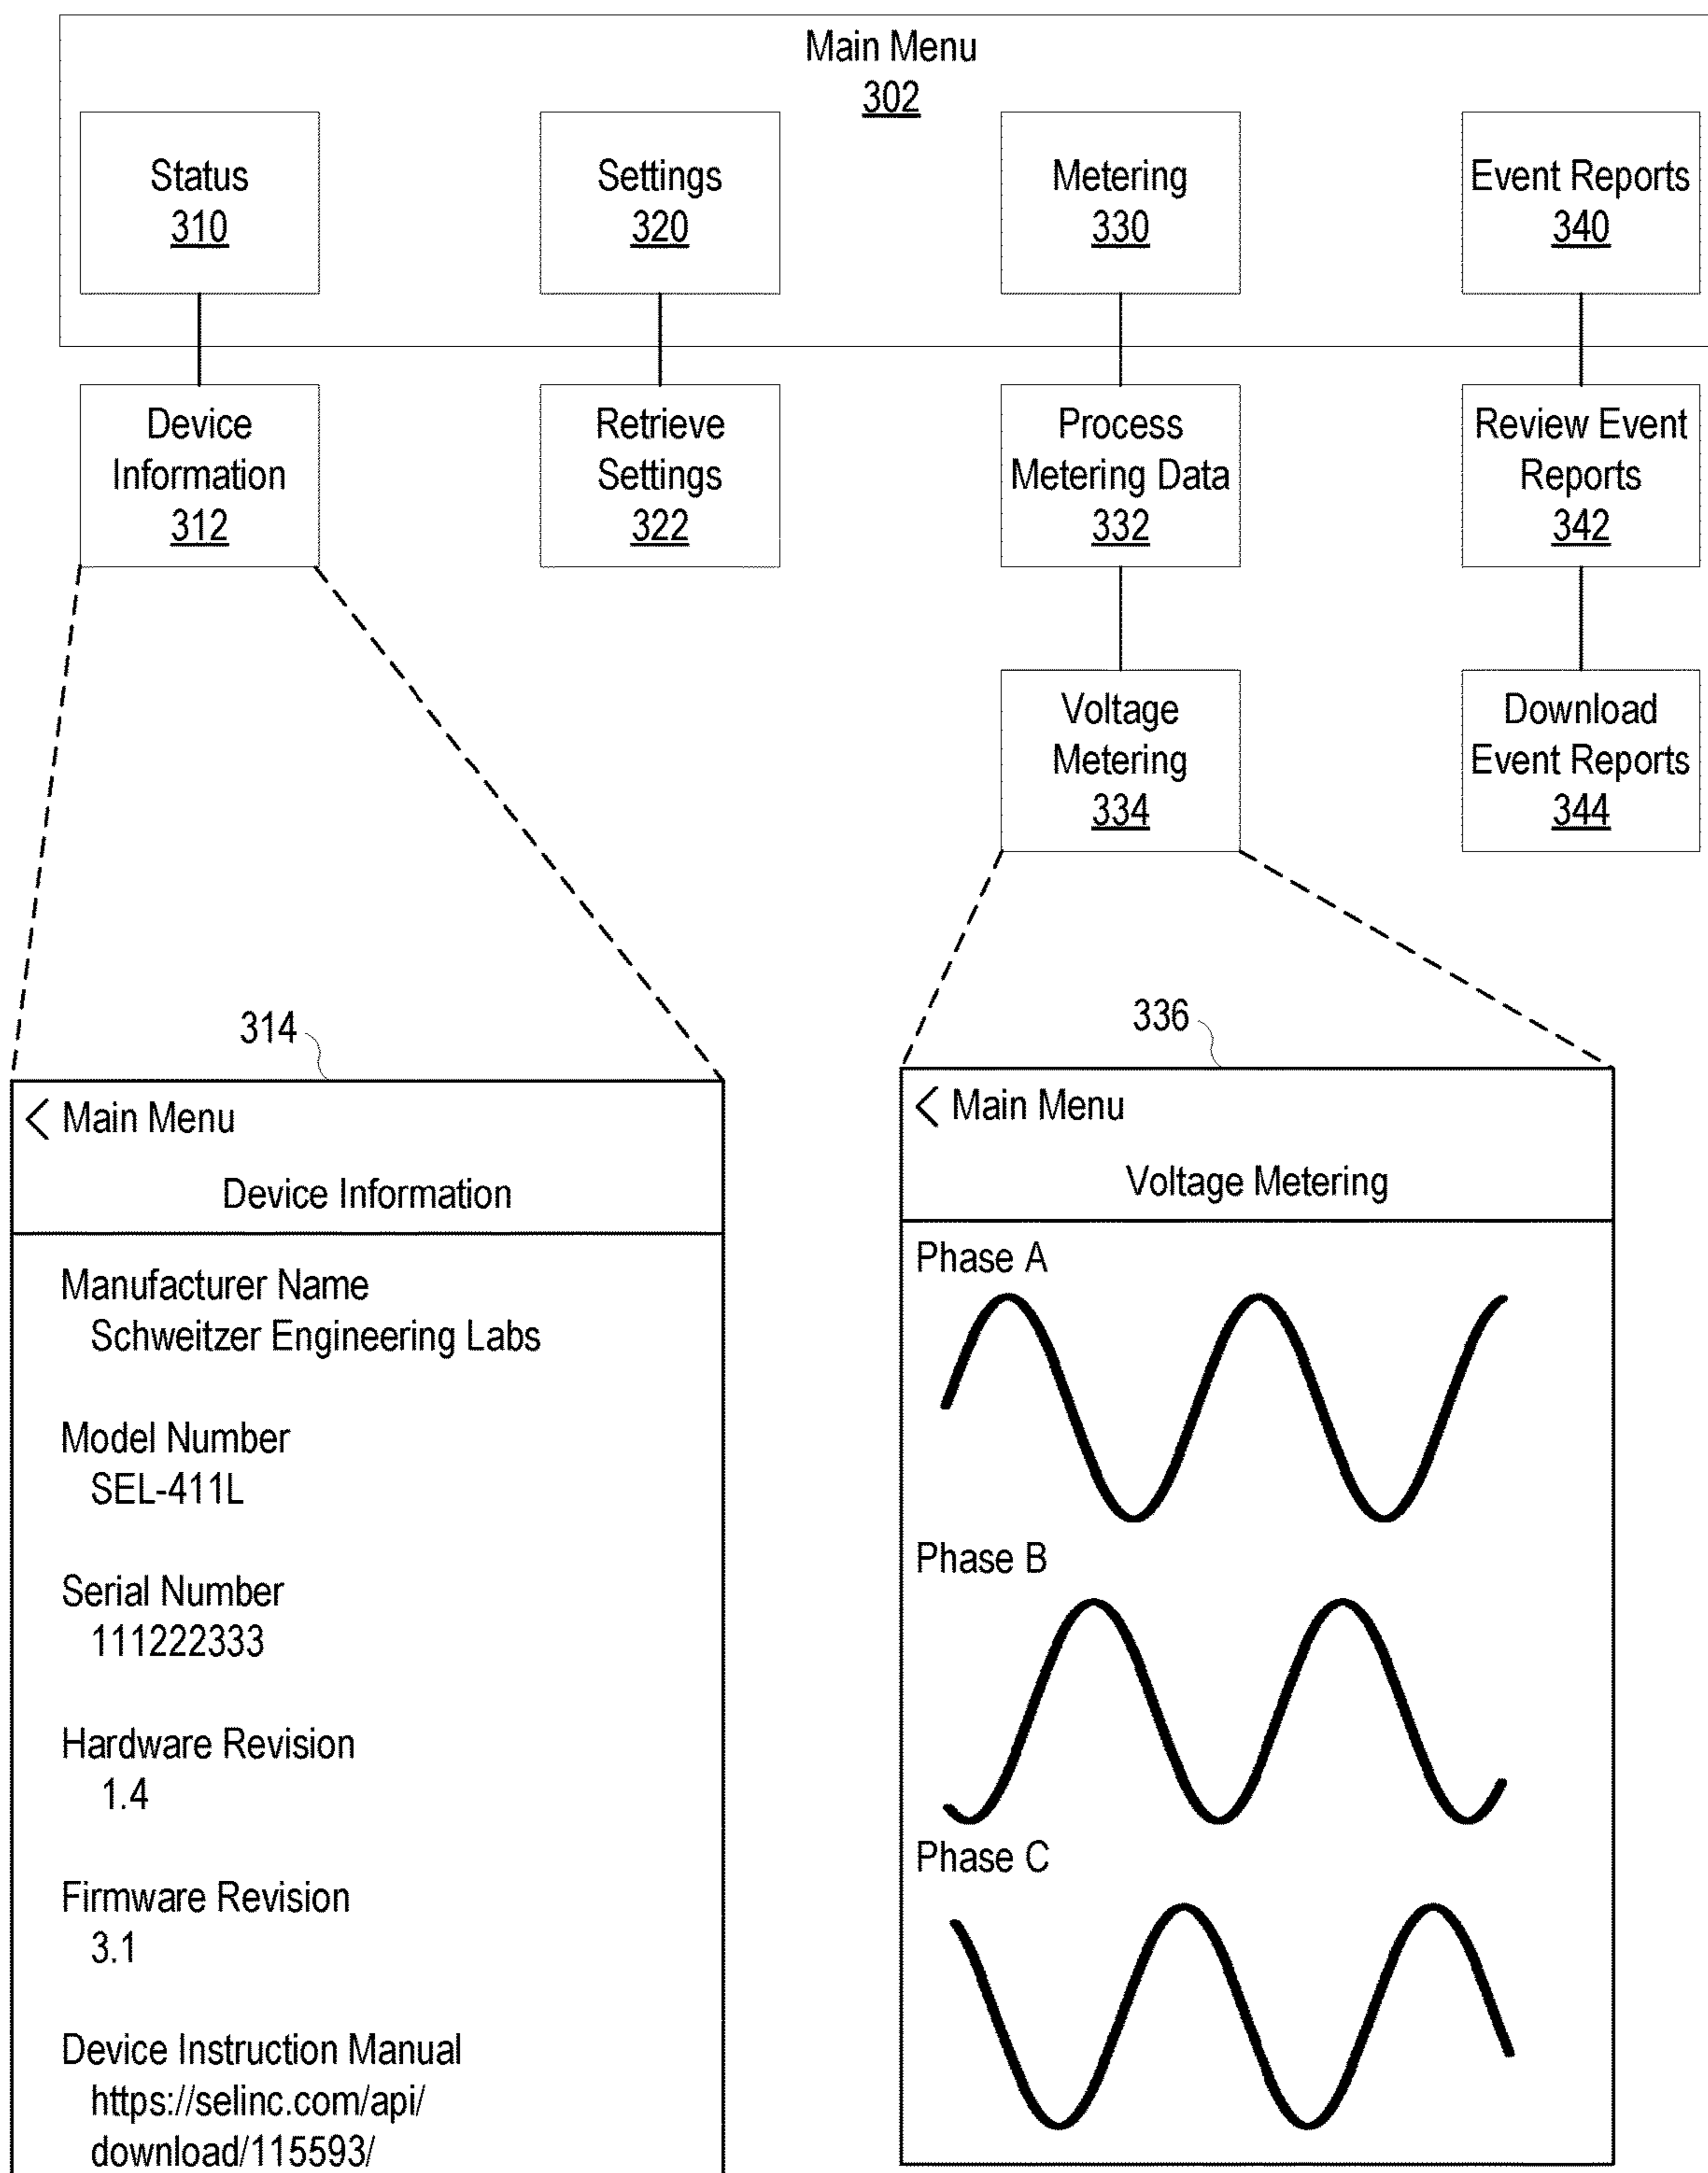 Main Menu
302
Status
310
Settings
320
Metering
330
Event Reports
340
Device
Information
312
Retrieve
Settings
322
Process
Metering Data
332
Review Event
Reports
342
Voltage
Metering
334
Download
Event Reports
344
314
< Main Menu
Device Information
Manufacturer Name
Schweitzer Engineering Labs
Model Number
SEL-411L
Serial Number
111222333
Hardware Revision
1.4
Firmware Revision
3.1
Device Instruction Manual
https://selinc.com/api/
download/115593/
336
< Main Menu
Voltage Metering
Phase A
Phase B
Phase C